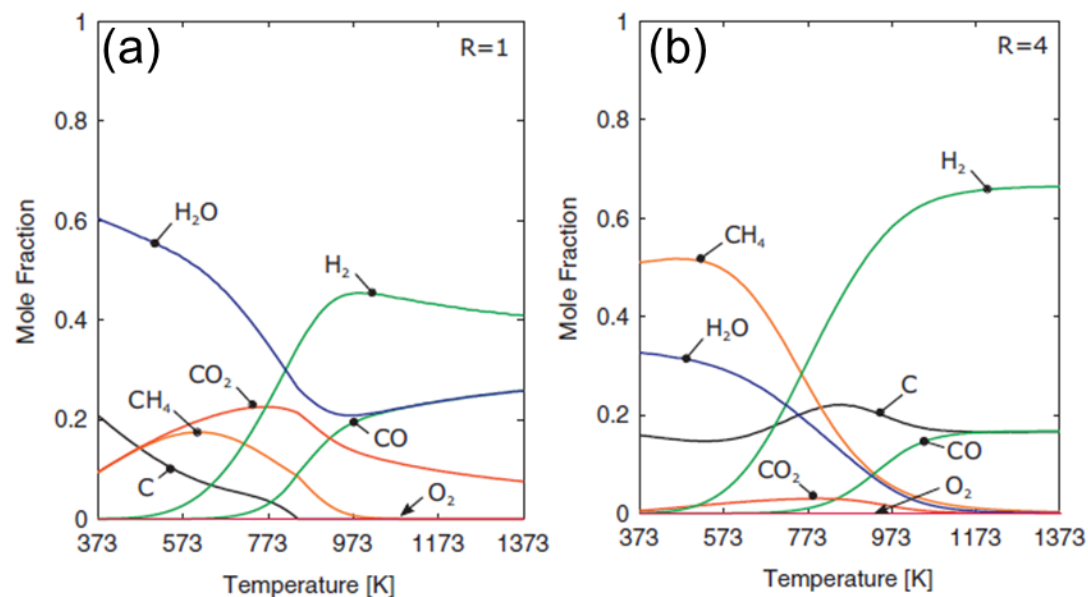 (a)
R=1
1
0.8
0.6
0.4
0.2
0
Mole Fraction
H₂O
H₂
CO₂
CH₄
C
CO
O₂
373 573 773 973 1173 1373
Temperature [K]
(b)
R=4
1
0.8
0.6
0.4
0.2
0
Mole Fraction
H₂
CH₄
H₂O
C
CO
CO₂
O₂
373 573 773 973 1173 1373
Temperature [K]